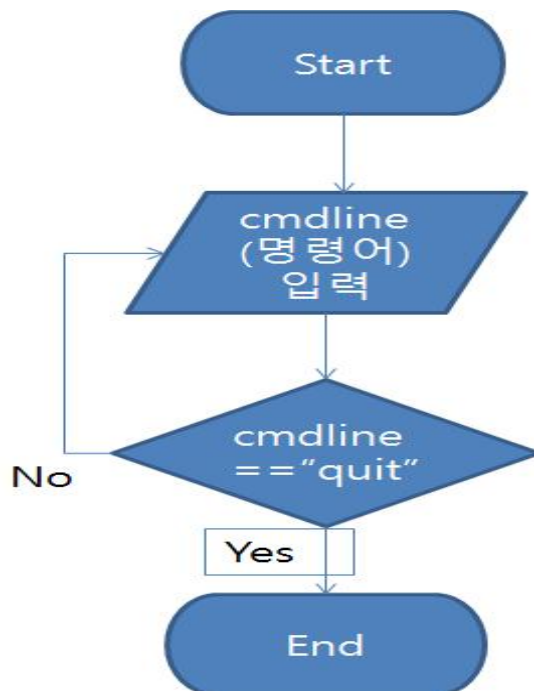 Start
cmdline
(명령어)
입력
cmdline
==“quit”
No
Yes
End